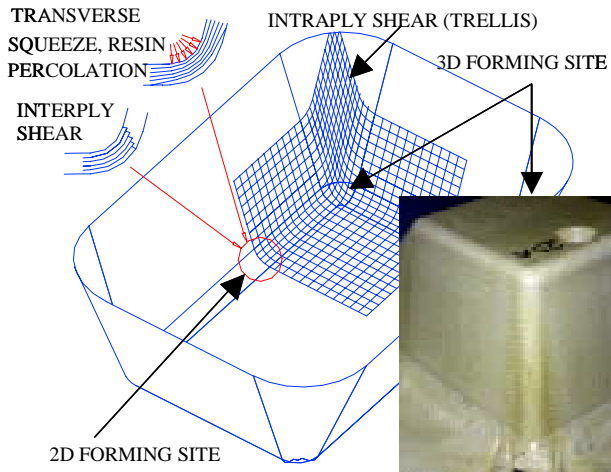 TRANSVERSE
SQUEEZE, RESIN
PERCOLATION
INTRAPLY SHEAR (TRELLIS)
3D FORMING SITE
INTERPLY
SHEAR
2D FORMING SITE